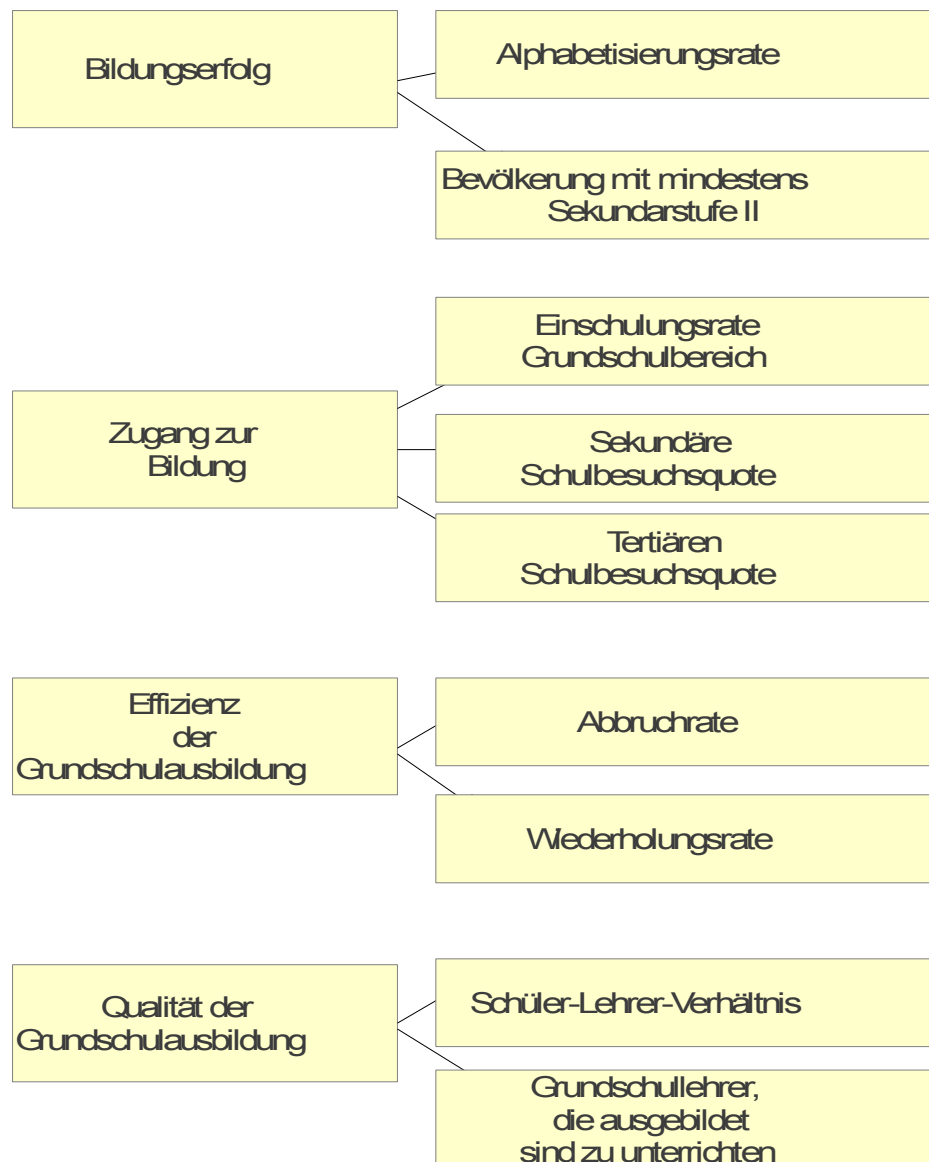 Bildungserfolg
Alphabetisierungsrate
Bevölkerung mit mindestens
Sekundarstufe II
Zugang zur
Bildung
Einschulungsrate
Grundschulbereich
Sekundäre
Schulbesuchsquote
Tertiären
Schulbesuchsquote
Effizienz
der
Grundschulausbildung
Abbruchrate
Wiederholungsrate
Qualität der
Grundschulausbildung
Schüler-Lehrer-Verhältnis
Grundschullehrer,
die ausgebildet
sind zu unterrichten